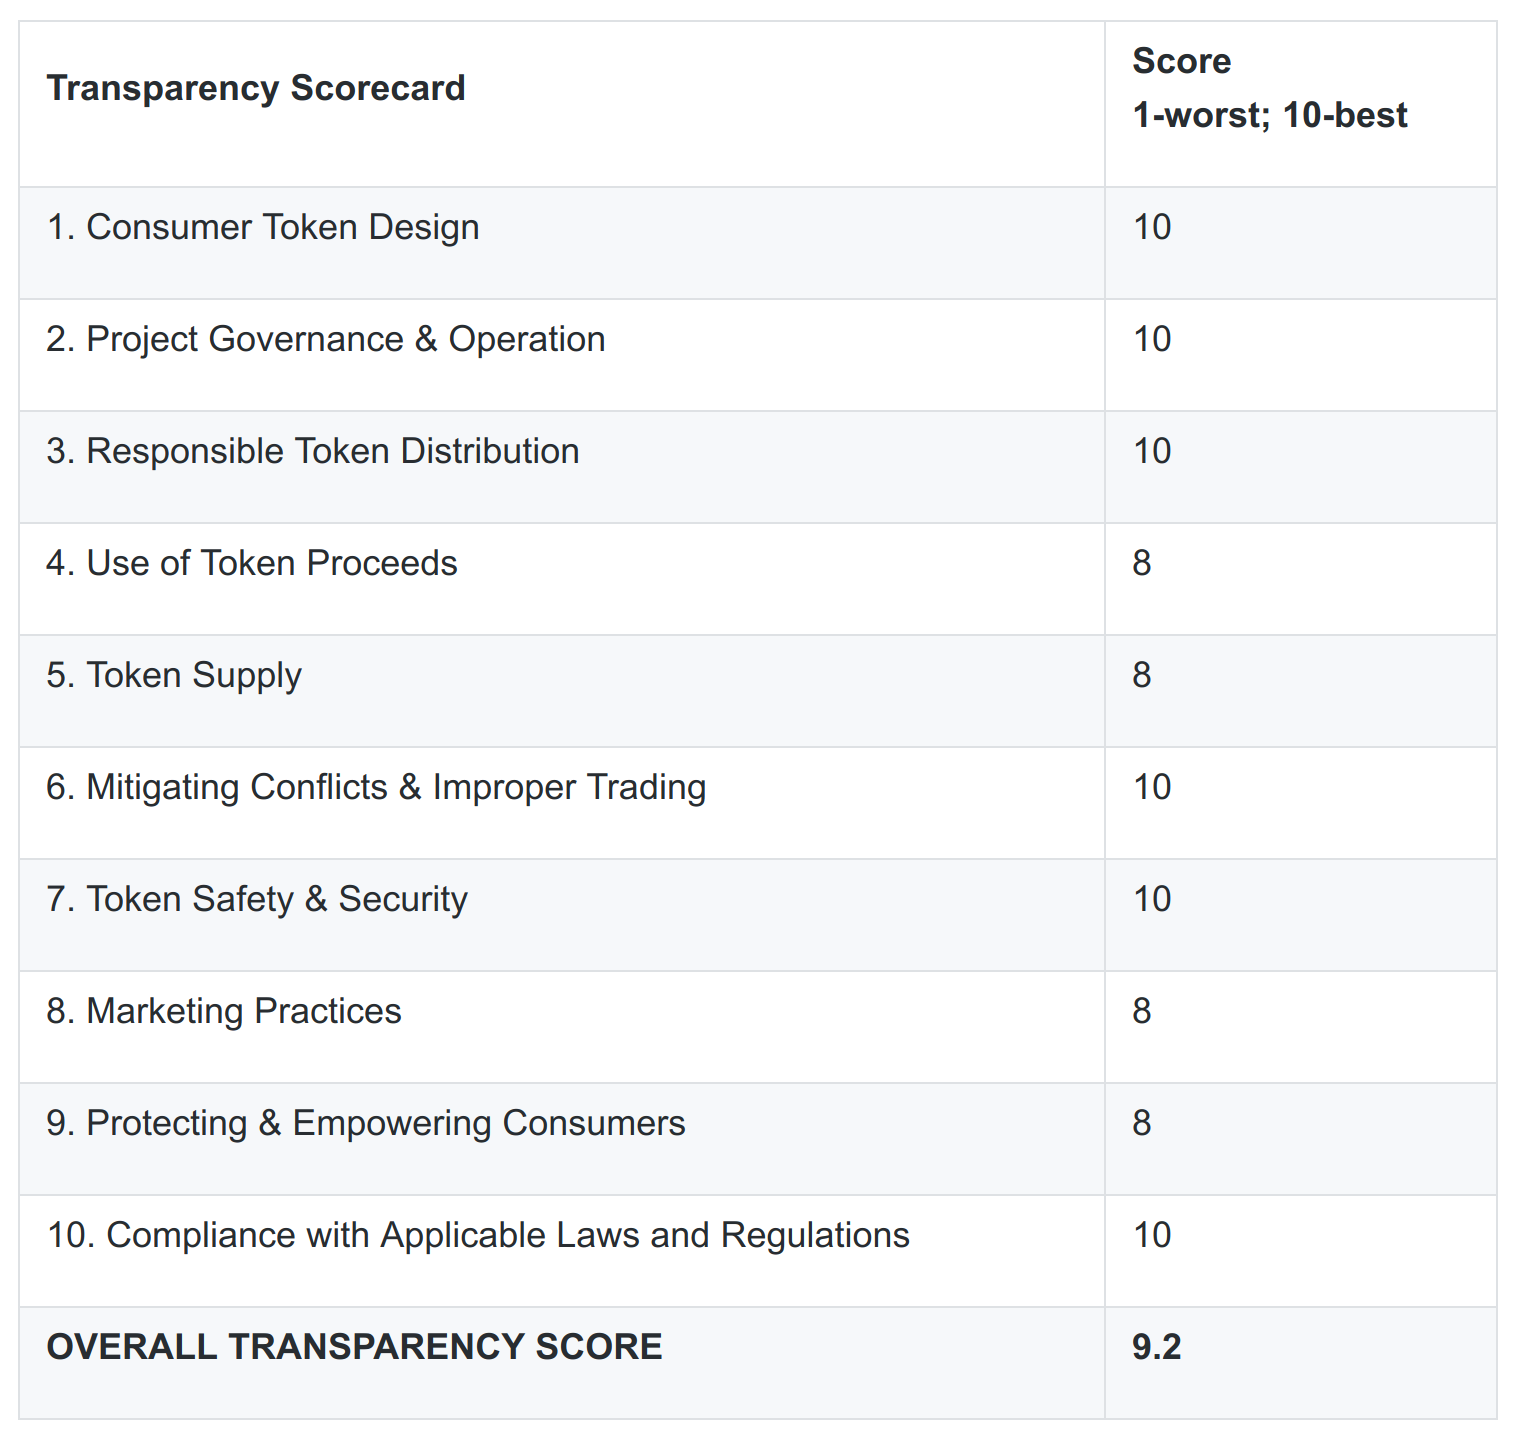 Transparency Scorecard
Score
1-worst; 10-best
1. Consumer Token Design
10
2. Project Governance & Operation
10
3. Responsible Token Distribution
10
4. Use of Token Proceeds
8
5. Token Supply
8
6. Mitigating Conflicts & Improper Trading
10
7. Token Safety & Security
10
8. Marketing Practices
8
9. Protecting & Empowering Consumers
8
10. Compliance with Applicable Laws and Regulations
10
OVERALL TRANSPARENCY SCORE
9.2